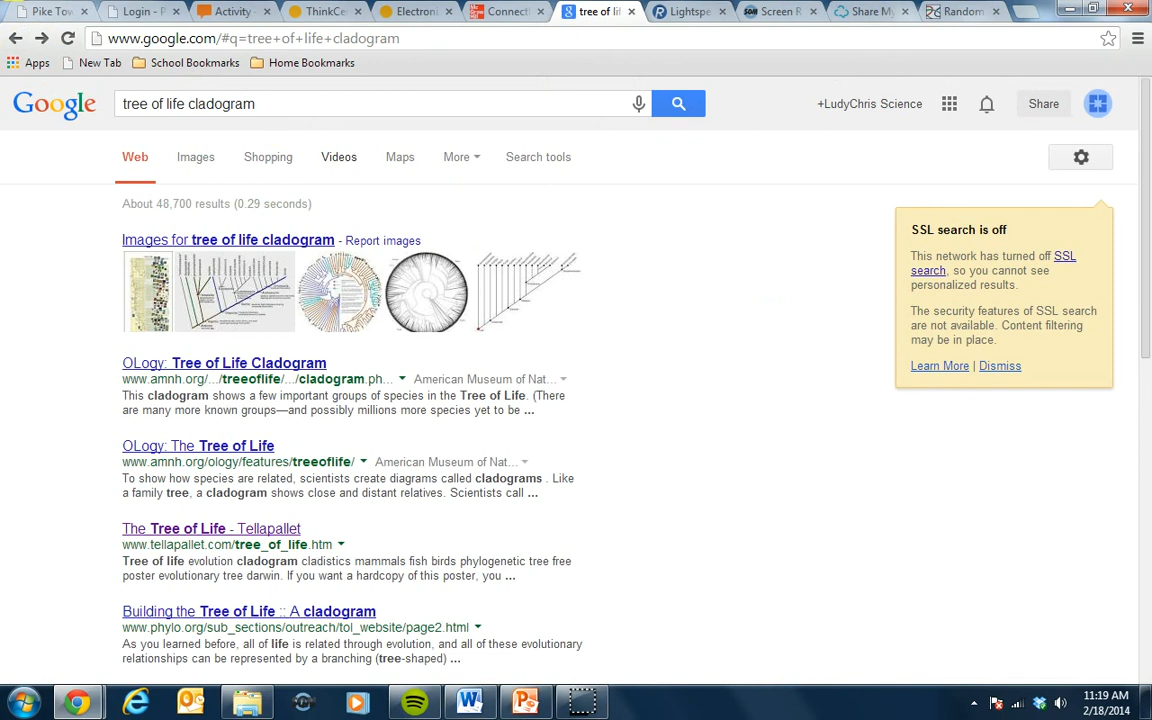 Pike Tow
Login - P
Activity -
ThinkCe
Electroni
Connecti
tree of lif
Lightspe
Screen R
Share My
Random
www.google.com/#q=tree+of+life+cladogram
Apps New Tab School Bookmarks Home Bookmarks
Google tree of life cladogram +LudyChris Science Share
Web Images Shopping Videos Maps More Search tools
About 48,700 results (0.29 seconds)
Images for tree of life cladogram - Report images
OLogy: Tree of Life Cladogram
www.amnh.org/.../treeoflife/.../cladogram.ph... American Museum of Nat...
This cladogram shows a few important groups of species in the Tree of Life. (There
are many more known groups—and possibly millions more species yet to be ...
OLogy: The Tree of Life
www.amnh.org/ology/features/treeoflife/ American Museum of Nat...
To show how species are related, scientists create diagrams called cladograms . Like
a family tree, a cladogram shows close and distant relatives. Scientists call ...
The Tree of Life - Tellapallet
www.tellapallet.com/tree_of_life.htm
Tree of life evolution cladogram cladistics mammals fish birds phylogenetic tree free
poster evolutionary tree darwin. If you want a hardcopy of this poster, you ...
Building the Tree of Life :: A cladogram
www.phylo.org/sub_sections/outreach/tol_website/page2.html
As you learned before, all of life is related through evolution, and all of these evolutionary
relationships can be represented by a branching (tree-shaped) ...
SSL search is off
This network has turned off SSL
search, so you cannot see
personalized results.
The security features of SSL search
are not available. Content filtering
may be in place.
Learn More | Dismiss
11:19 AM
2/18/2014